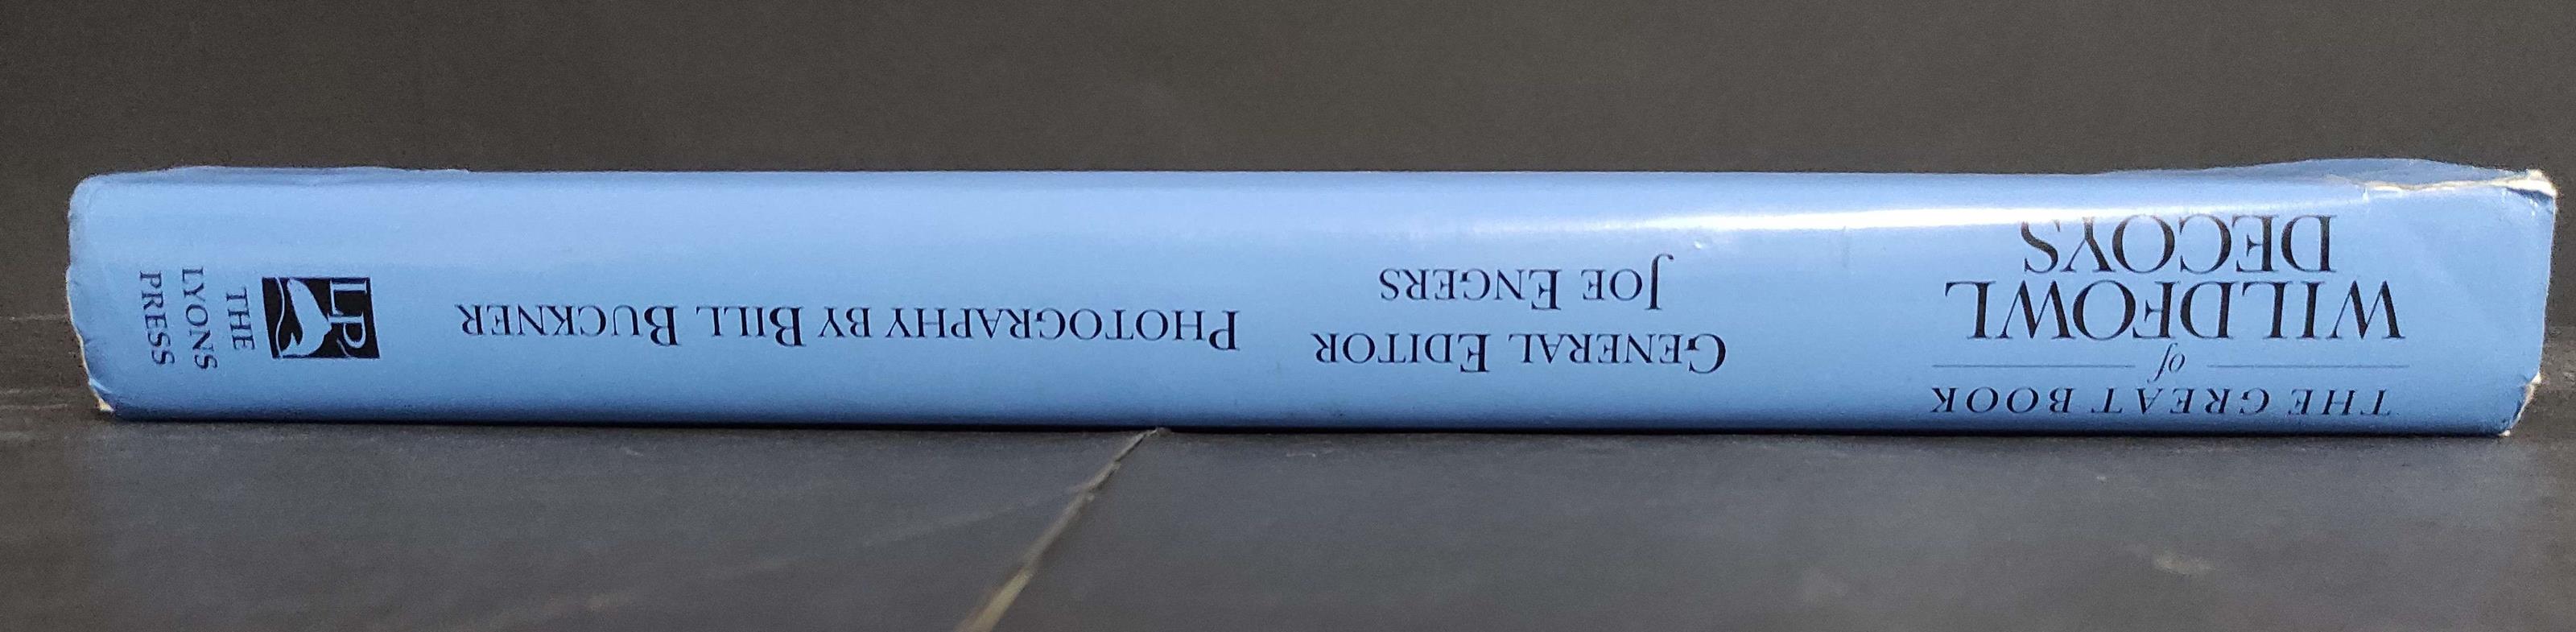 THE GREAT BOOK
of
WILDFOWL
DECOYS
GENERAL EDITOR
JOE ENGERS
PHOTOGRAPHY BY BILL BUCKNER
LP
THE
LYONS
PRESS